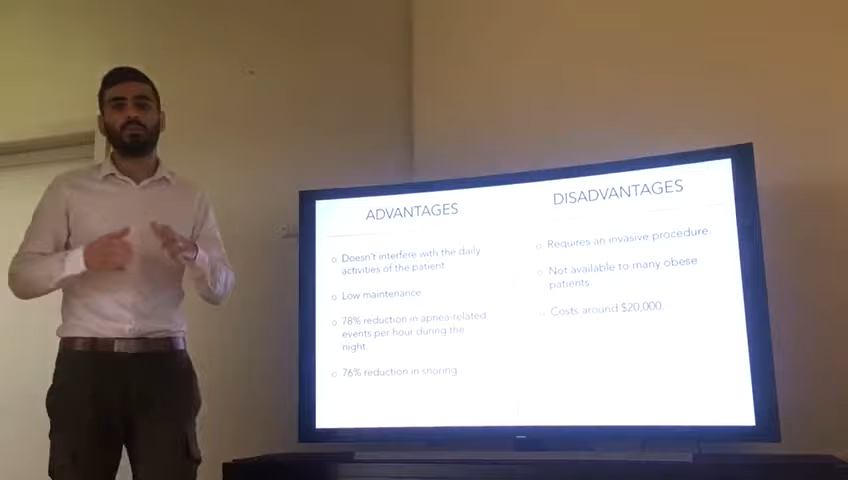 ADVANTAGES
Doesn't interfere with the daily
activities of the patient
Low maintenance
78% reduction in apnea-related
events per hour during the
night.
76% reduction in snoring
DISADVANTAGES
Requires an invasive procedure.
Not available to many obese
patients
Costs around $20,000.